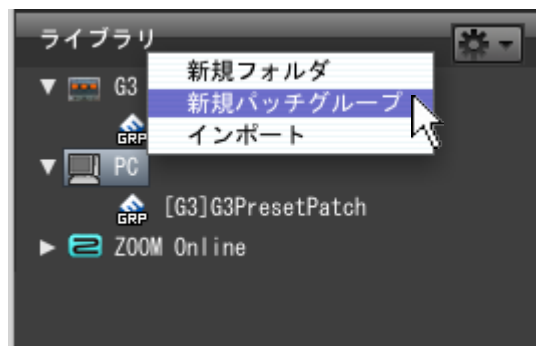 ライブラリ
新規フォルダ
G3
新規パッチグループ
GRP
インポート
PC
GRP [G3]G3PresetPatch
ZOOM Online